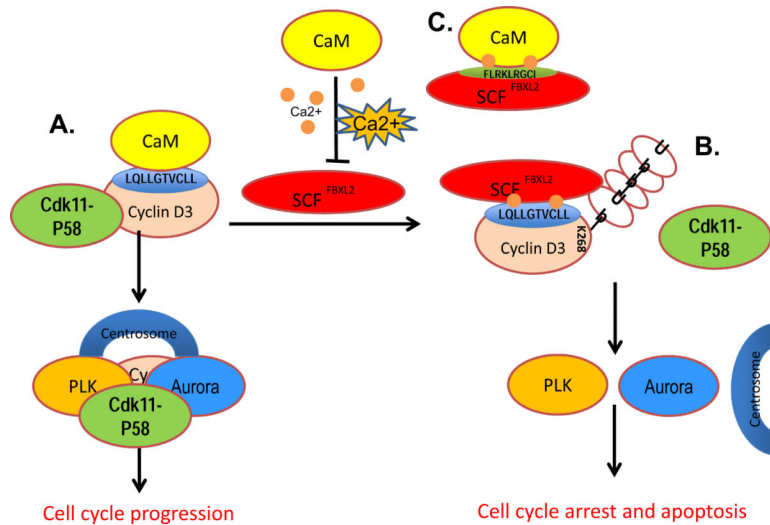 A.
CaM
LQLLGTVCLL
Cyclin D3
Cdk11-
P58
Centrosome
PLK
Cy
Aurora
Cdk11-
P58
Cell cycle progression
CaM
Ca2+
Ca2+
SCF FBXL2
C.
CaM
FLRKLRGCI
SCF FBXL2
B.
SCF FBXL2
LQLLGTVCLL
Cyclin D3
K268
U
U
U
U
U
Cdk11-
P58
PLK
Aurora
Centrosome
Cell cycle arrest and apoptosis